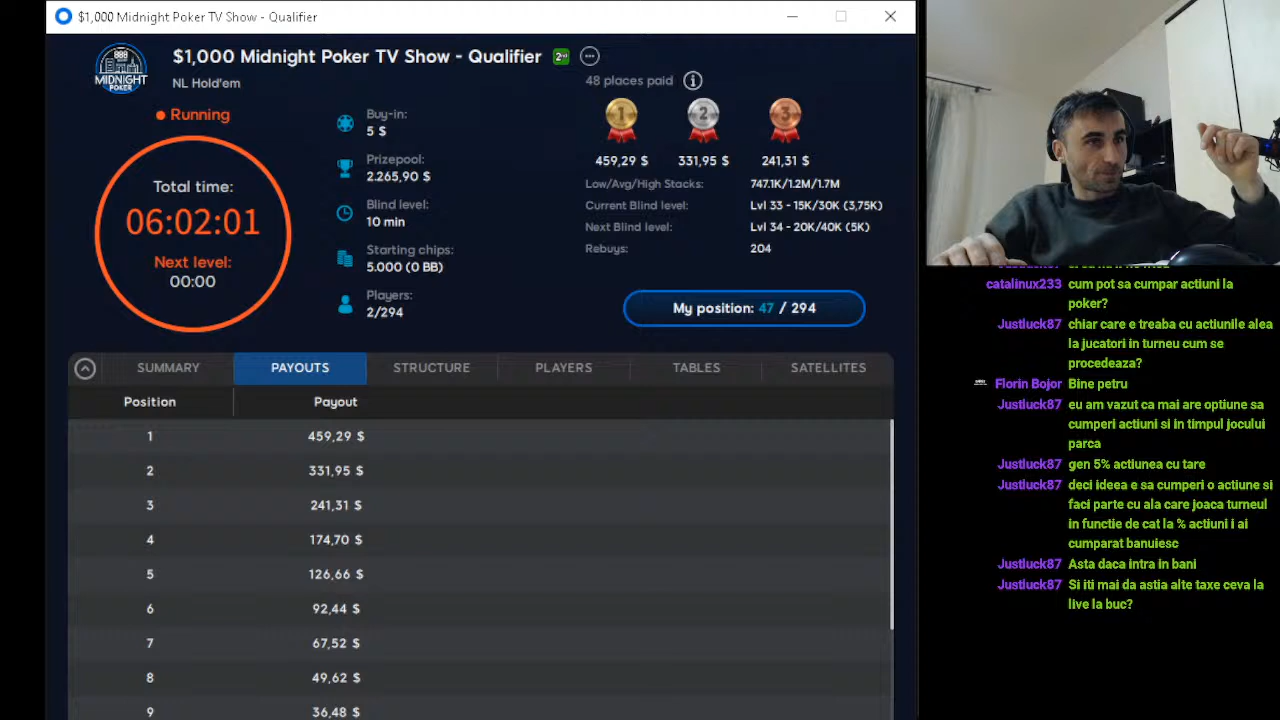 $1,000 Midnight Poker TV Show - Qualifier
888
MIDNIGHT
POKER
$1,000 Midnight Poker TV Show - Qualifier
NL Hold'em
48 places paid
Running
Total time:
06:02:01
Next level:
00:00
Buy-in:
5 $
Prizepool:
2.265,90 $
Blind level:
10 min
Starting chips:
5.000 (0 BB)
Players:
2/294
1 2 3
459,29 $ 331,95 $ 241,31 $
Low/Avg/High Stacks: 747.1K/1.2M/1.7M
Current Blind level: Lvl 33 - 15K/30K (3,75K)
Next Blind level: Lvl 34 - 20K/40K (5K)
Rebuys: 204
My position: 47 / 294
SUMMARY PAYOUTS STRUCTURE PLAYERS TABLES SATELLITES
Position Payout
1 459,29 $
2 331,95 $
3 241,31 $
4 174,70 $
5 126,66 $
6 92,44 $
7 67,52 $
8 49,62 $
9 36,48 $
catalinux233 cum pot sa cumpar actiuni la
poker?
Justluck87 chiar care e treaba cu actiunile alea
la jucatori in turneu cum se
procedeaza?
Florin Bojor Bine petru
Justluck87 eu am vazut ca mai are optiune sa
cumperi actiuni si in timpul jocului
parca
Justluck87 gen 5% actiunea cu tare
Justluck87 deci ideea e sa cumperi o actiune si
faci parte cu ala care joaca turneul
in functie de cat la % actiuni i ai
cumparat banuiesc
Justluck87 Asta daca intra in bani
Justluck87 Si iti mai da astia alte taxe ceva la
live la buc?